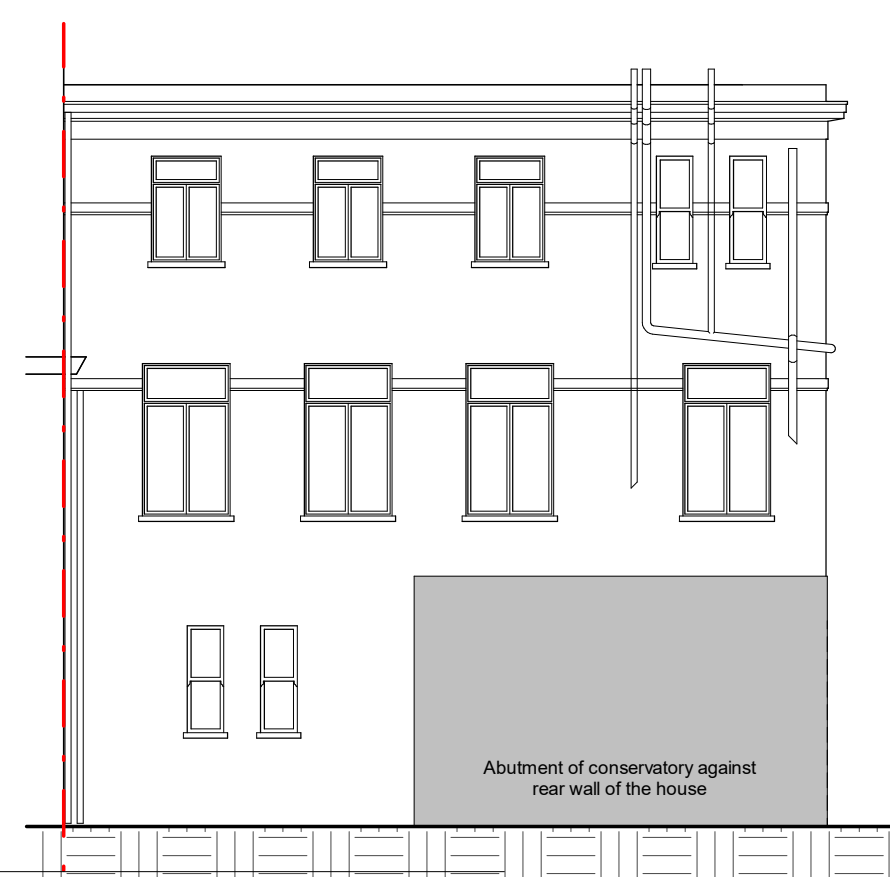 Abutment of conservatory against
rear wall of the house